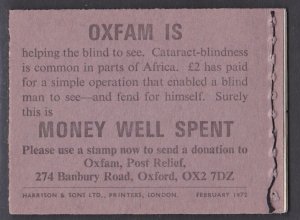 OXFAM IS
helping the blind to see. Cataract-blindness
is common in parts of Africa. £2 has paid
for a simple operation that enabled a blind
man to see—and fend for himself. Surely
this is
MONEY WELL SPENT
Please use a stamp now to send a donation to
Oxfam, Post Relief,
274 Banbury Road, Oxford, OX2 7DZ
HARRISON & SONS LTD., PRINTERS, LONDON. FEBRUARY 1972